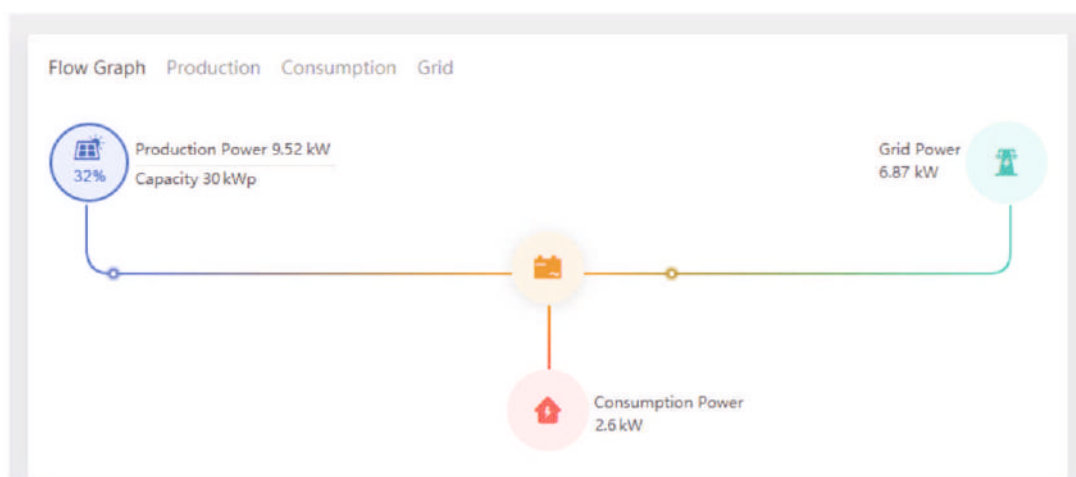 Flow Graph Production Consumption Grid
32%
Production Power 9.52 kW
Capacity 30 kWp
Grid Power
6.87 kW
Consumption Power
2.6 kW